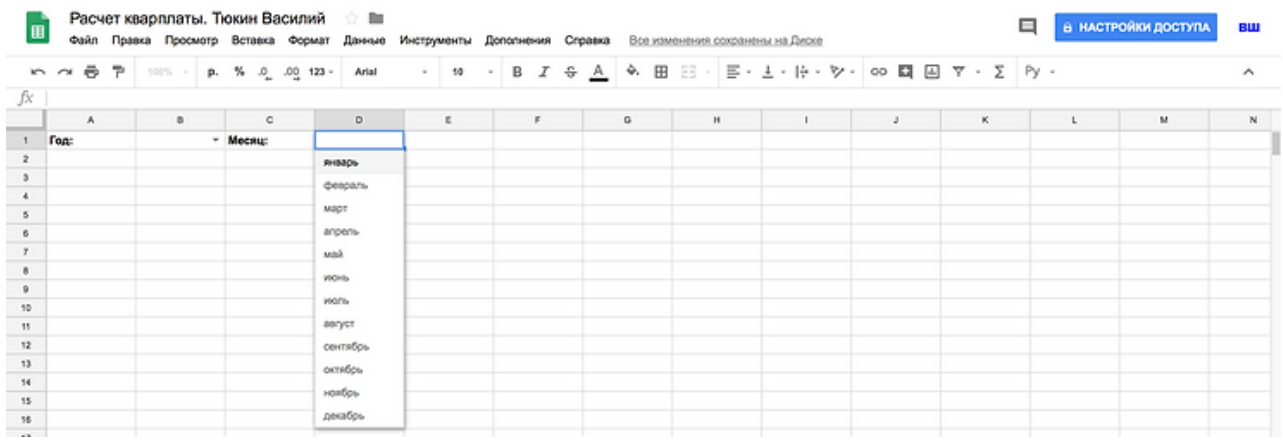 Расчет кварплаты. Тюкин Василий
Файл Правка Просмотр Вставка Формат Данные Инструменты Дополнения Справка Все изменения сохранены на Диске
НАСТРОЙКИ ДОСТУПА
ВШ
100% р. % .0 .00 123 Arial 10 B I S A Σ Ру
fx
A B C D E F G H I J K L M N
1 Год: Месяц:
2 январь
3 февраль
4 март
5 апрель
6 май
7 июнь
8 июль
9 август
10 сентябрь
11 октябрь
12 ноябрь
13 декабрь
14
15
16
17